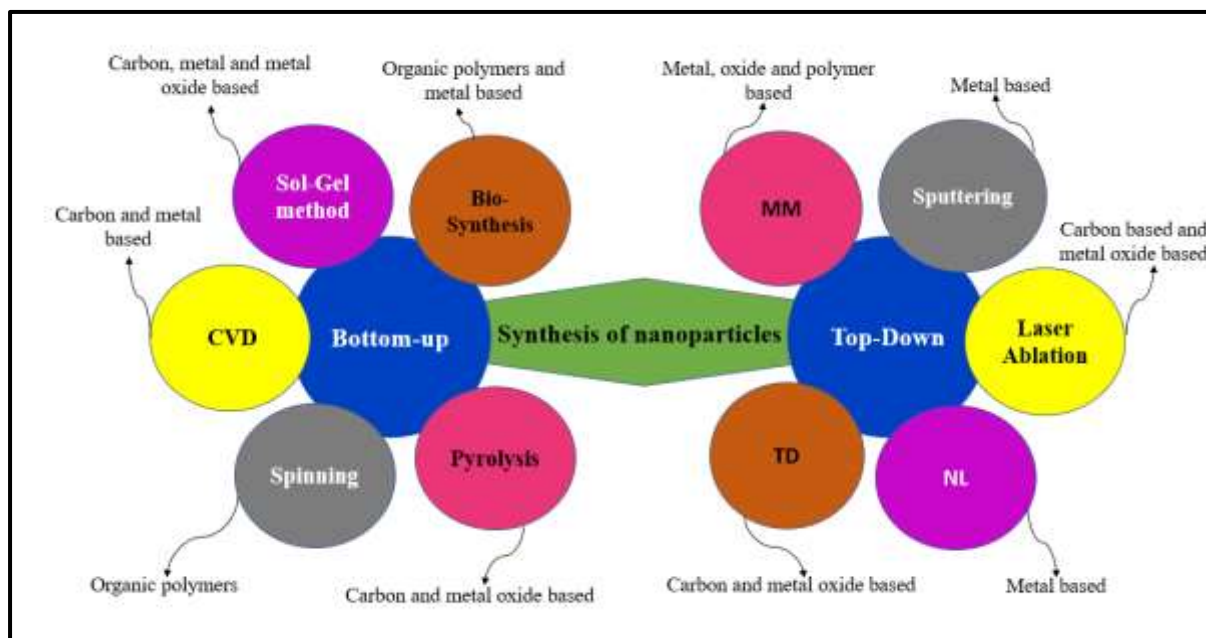 Carbon, metal and metal
oxide based
Organic polymers and
metal based
Metal, oxide and polymer
based
Metal based
Sol-Gel
method
Bio-
Synthesis
MM
Sputtering
Carbon and metal
based
Carbon based and
metal oxide based
CVD
Bottom-up
Synthesis of nanoparticles
Top-Down
Laser
Ablation
Spinning
Pyrolysis
TD
NL
Organic polymers
Carbon and metal oxide based
Carbon and metal oxide based
Metal based